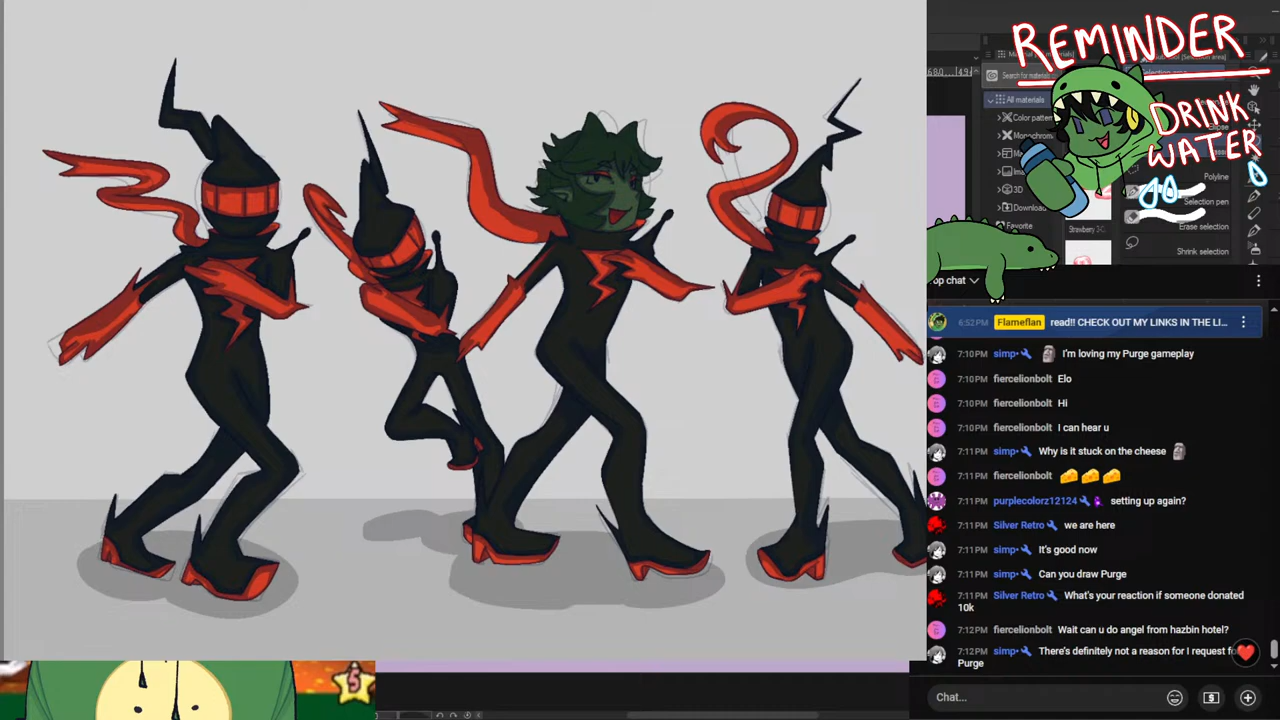 REMINDER
DRINK
WATER
Search for materials
All materials
Color pattern
Monochrom
3D
Download
Favorite
Polyline
Selection pen
Erase selection
Shrink selection
op chat
6:52PM Flameflan read!! CHECK OUT MY LINKS IN THE LI...
7:10PM simp• I'm loving my Purge gameplay
7:10PM fiercelionbolt Elo
7:10PM fiercelionbolt Hi
7:10PM fiercelionbolt I can hear u
7:11PM simp• Why is it stuck on the cheese
7:11PM fiercelionbolt 🧀🧀🧀
7:11PM purplecolorz12124 setting up again?
7:11PM Silver Retro we are here
7:11PM simp• It's good now
7:11PM simp• Can you draw Purge
7:11PM Silver Retro What's your reaction if someone donated
10k
7:12PM fiercelionbolt Wait can u do angel from hazbin hotel?
7:12PM simp• There's definitely not a reason for I request fo
Purge
Chat...
5